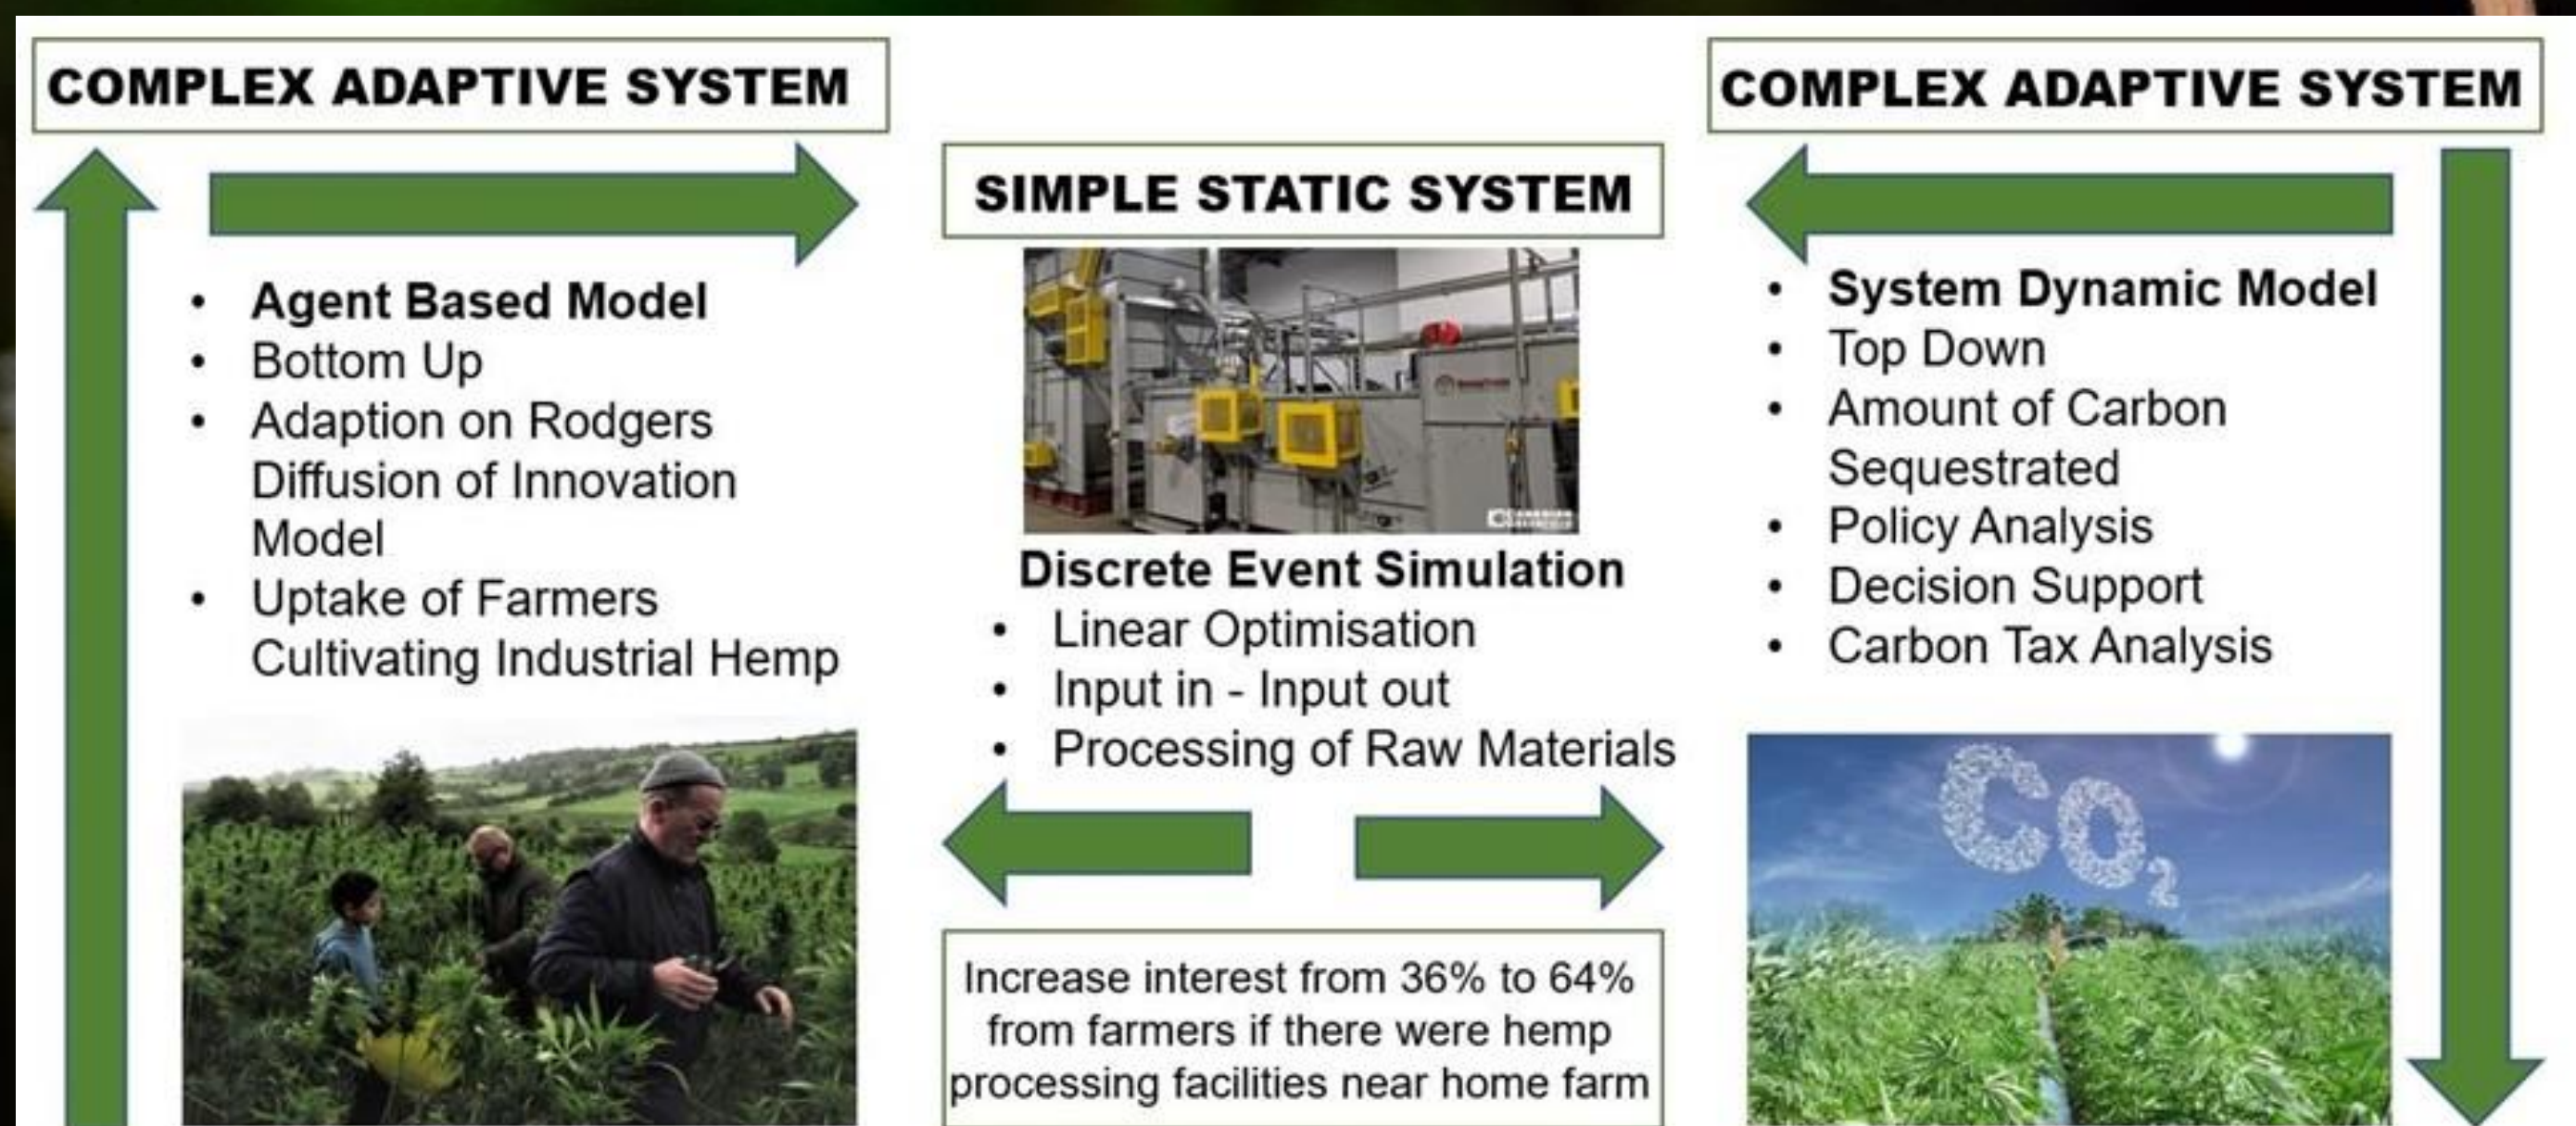 COMPLEX ADAPTIVE SYSTEM
• Agent Based Model
• Bottom Up
• Adaption on Rodgers
Diffusion of Innovation
Model
• Uptake of Farmers
Cultivating Industrial Hemp
SIMPLE STATIC SYSTEM
CANADIAN
Discrete Event Simulation
• Linear Optimisation
• Input in - Input out
• Processing of Raw Materials
Increase interest from 36% to 64%
from farmers if there were hemp
processing facilities near home farm
COMPLEX ADAPTIVE SYSTEM
• System Dynamic Model
• Top Down
• Amount of Carbon
Sequestrated
• Policy Analysis
• Decision Support
• Carbon Tax Analysis
CO₂